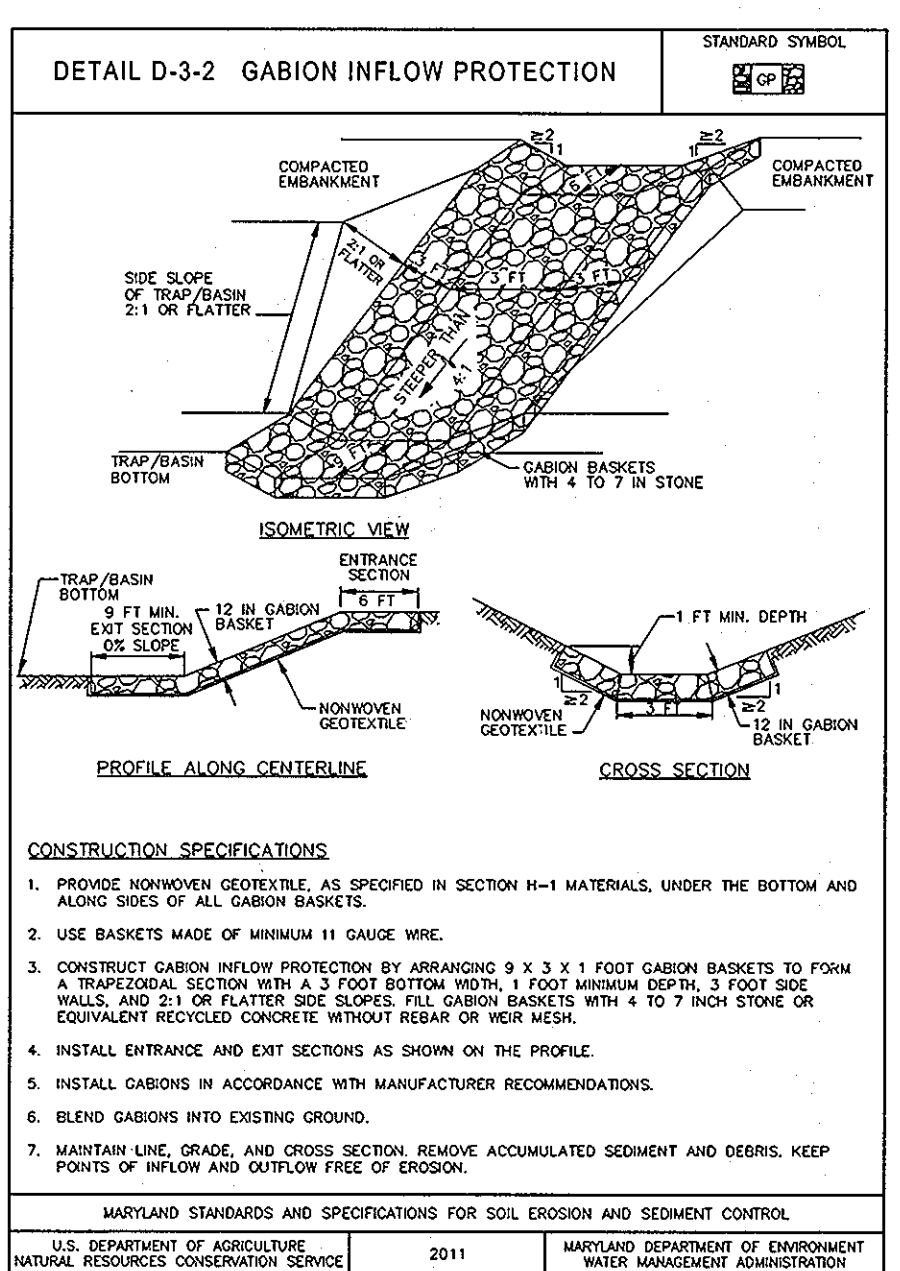 DETAIL D-3-2 GABION INFLOW PROTECTION
STANDARD SYMBOL
GP
≥2
1
≥2
1
COMPACTED
EMBANKMENT
6 FT
COMPACTED
EMBANKMENT
2:1 OR
FLATTER
3 FT
3 FT
3 FT
SIDE SLOPE
OF TRAP/BASIN
2:1 OR FLATTER
STEEPER THAN
4:1
9 FT
TRAP/BASIN
BOTTOM
GABION BASKETS
WITH 4 TO 7 IN STONE
ISOMETRIC VIEW
TRAP/BASIN
BOTTOM
9 FT MIN.
EXIT SECTION
0% SLOPE
12 IN GABION
BASKET
ENTRANCE
SECTION
6 FT
NONWOVEN
GEOTEXTILE
PROFILE ALONG CENTERLINE
1 FT MIN. DEPTH
1
≥2
3 FT
≥2
1
NONWOVEN
GEOTEXTILE
12 IN GABION
BASKET
CROSS SECTION
CONSTRUCTION SPECIFICATIONS
1. PROVIDE NONWOVEN GEOTEXTILE, AS SPECIFIED IN SECTION H-1 MATERIALS, UNDER THE BOTTOM AND
ALONG SIDES OF ALL GABION BASKETS.
2. USE BASKETS MADE OF MINIMUM 11 GAUGE WIRE.
3. CONSTRUCT GABION INFLOW PROTECTION BY ARRANGING 9 X 3 X 1 FOOT GABION BASKETS TO FORM
A TRAPEZOIDAL SECTION WITH A 3 FOOT BOTTOM WIDTH, 1 FOOT MINIMUM DEPTH, 3 FOOT SIDE
WALLS, AND 2:1 OR FLATTER SIDE SLOPES. FILL GABION BASKETS WITH 4 TO 7 INCH STONE OR
EQUIVALENT RECYCLED CONCRETE WITHOUT REBAR OR WEIR MESH.
4. INSTALL ENTRANCE AND EXIT SECTIONS AS SHOWN ON THE PROFILE.
5. INSTALL GABIONS IN ACCORDANCE WITH MANUFACTURER RECOMMENDATIONS.
6. BLEND GABIONS INTO EXISTING GROUND.
7. MAINTAIN LINE, GRADE, AND CROSS SECTION. REMOVE ACCUMULATED SEDIMENT AND DEBRIS. KEEP
POINTS OF INFLOW AND OUTFLOW FREE OF EROSION.
MARYLAND STANDARDS AND SPECIFICATIONS FOR SOIL EROSION AND SEDIMENT CONTROL
U.S. DEPARTMENT OF AGRICULTURE
NATURAL RESOURCES CONSERVATION SERVICE
2011
MARYLAND DEPARTMENT OF ENVIRONMENT
WATER MANAGEMENT ADMINISTRATION